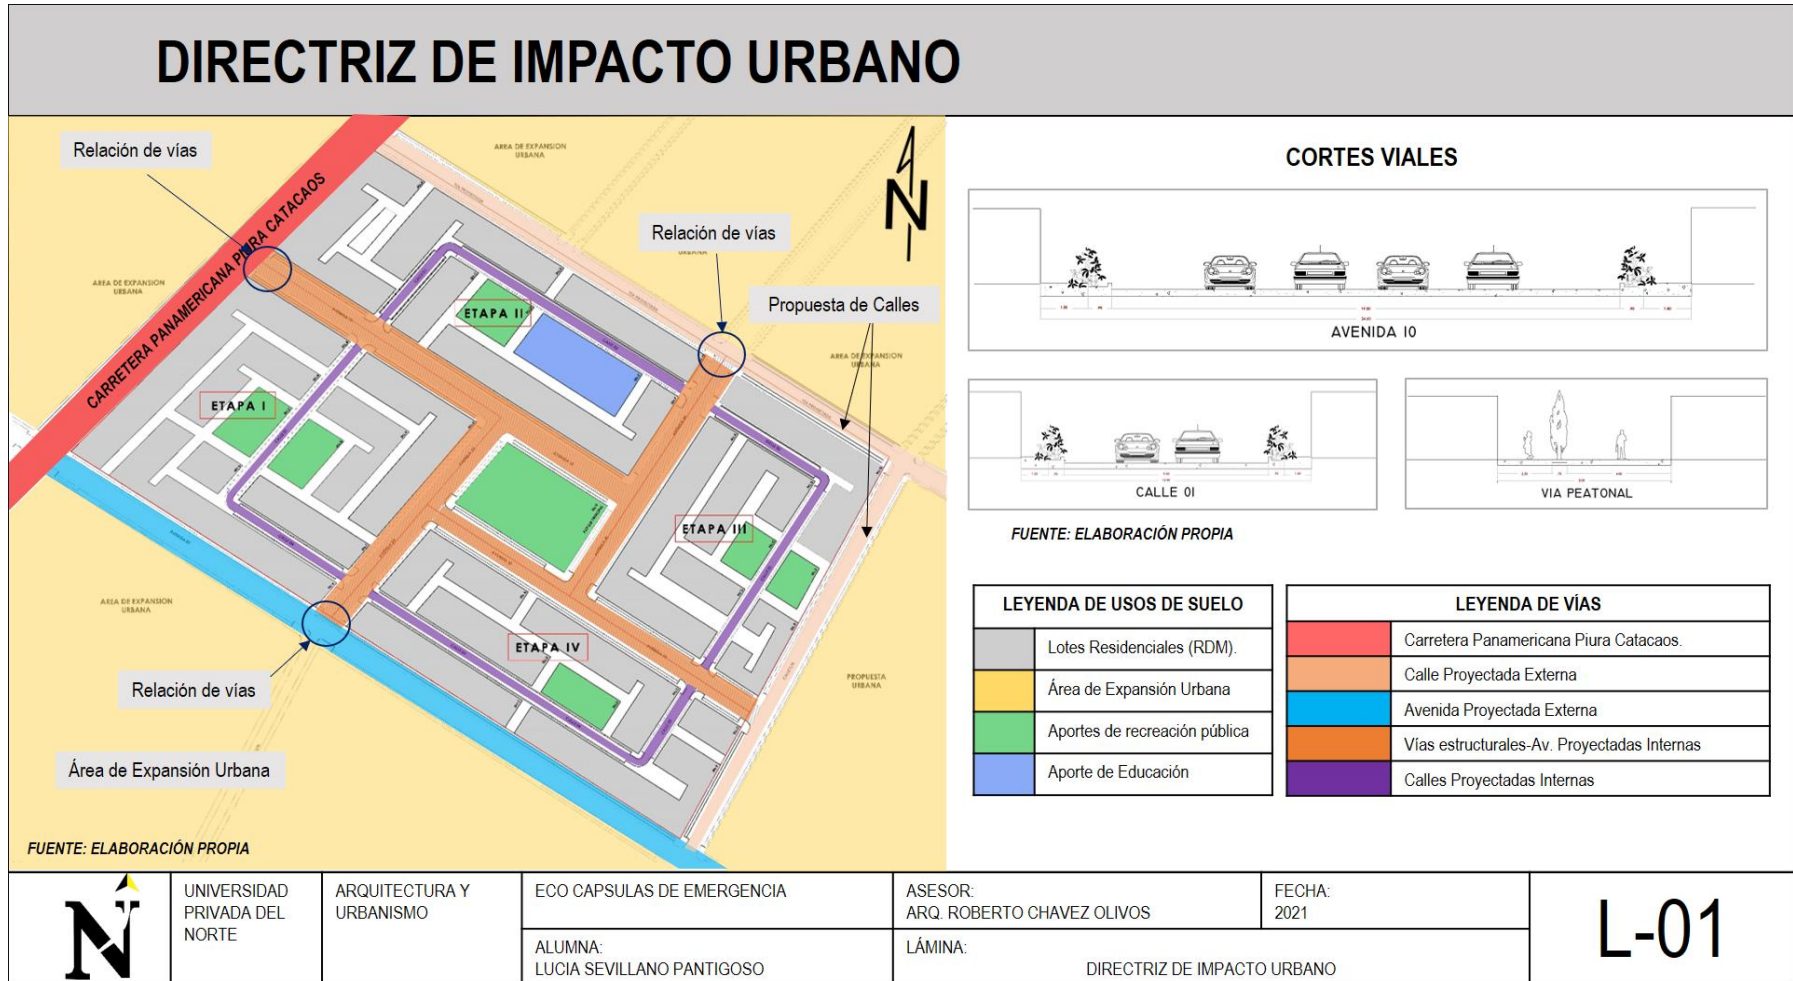 DIRECTRIZ DE IMPACTO URBANO
Relación de vías
AREA DE EXPANSION
URBANA
CARRETERA PANAMERICANA PIURA CATACAOS
Relación de vías
URBANA
AREA DE EXPANSION
URBANA
Propuesta de Calles
ETAPA II
AREA DE EXPANSION
URBANA
ETAPA I
ETAPA III
AREA DE EXPANSION
URBANA
ETAPA IV
PROPUESTA
URBANA
Relación de vías
Área de Expansión Urbana
FUENTE: ELABORACIÓN PROPIA
N
CORTES VIALES
AVENIDA 10
CALLE 01
VIA PEATONAL
FUENTE: ELABORACIÓN PROPIA
LEYENDA DE USOS DE SUELO
Lotes Residenciales (RDM).
Área de Expansión Urbana
Aportes de recreación pública
Aporte de Educación
LEYENDA DE VÍAS
Carretera Panamericana Piura Catacaos.
Calle Proyectada Externa
Avenida Proyectada Externa
Vías estructurales-Av. Proyectadas Internas
Calles Proyectadas Internas
N
UNIVERSIDAD
PRIVADA DEL
NORTE
ARQUITECTURA Y
URBANISMO
ECO CAPSULAS DE EMERGENCIA
ALUMNA:
LUCIA SEVILLANO PANTIGOSO
ASESOR:
ARQ. ROBERTO CHAVEZ OLIVOS
FECHA:
2021
LÁMINA:
DIRECTRIZ DE IMPACTO URBANO
L-01